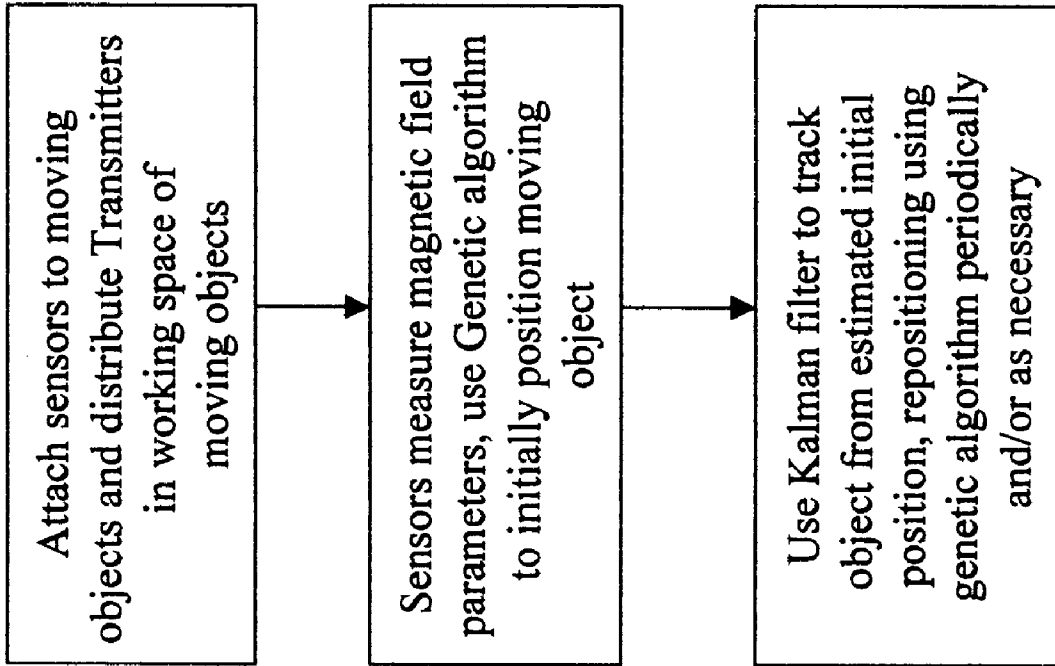 Attach sensors to moving
objects and distribute Transmitters
in working space of
moving objects
Sensors measure magnetic field
parameters, use Genetic algorithm
to initially position moving
object
Use Kalman filter to track
object from estimated initial
position, repositioning using
genetic algorithm periodically
and/or as necessary